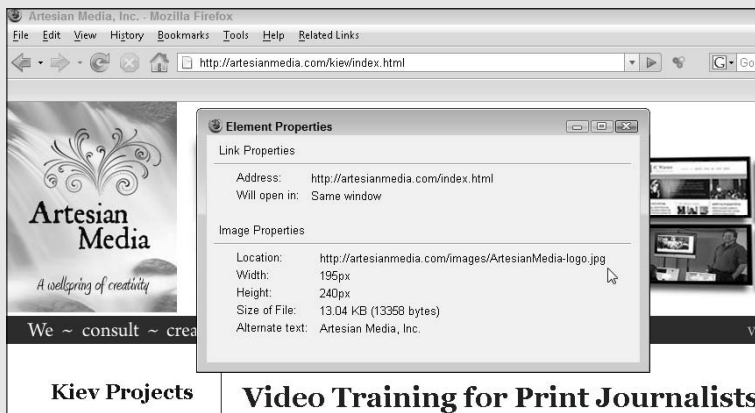 Artesian Media, Inc. - Mozilla Firefox
File Edit View History Bookmarks Tools Help Related Links
http://artesianmedia.com/kiev/index.html
G Go
Element Properties
Link Properties
Address: http://artesianmedia.com/index.html
Will open in: Same window
Image Properties
Location: http://artesianmedia.com/images/ArtesianMedia-logo.jpg
Width: 195px
Height: 240px
Size of File: 13.04 KB (13358 bytes)
Alternate text: Artesian Media, Inc.
Artesian
Media
A wellspring of creativity
We ~ consult ~ crea
Kiev Projects
Video Training for Print Journalists